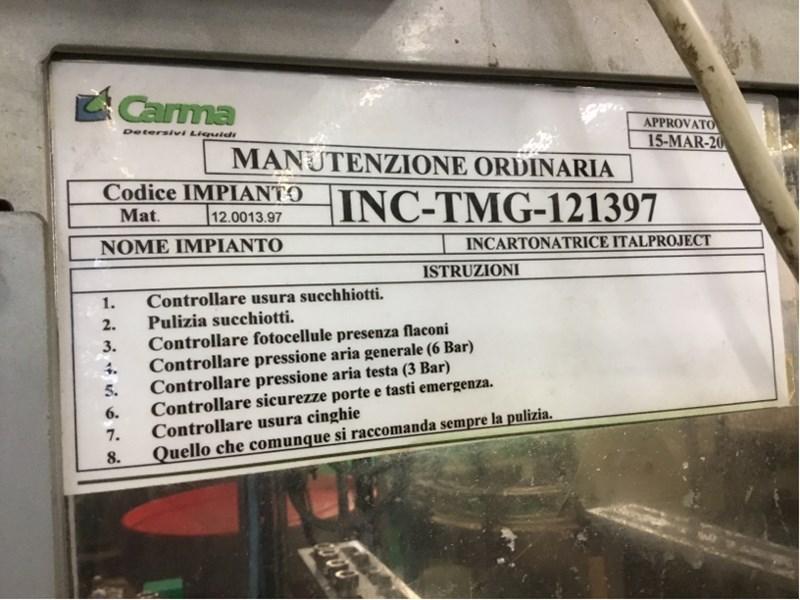 Carma
Detersivi Liquidi
APPROVATO
15-MAR-20
MANUTENZIONE ORDINARIA
Codice IMPIANTO
Mat. 12.0013.97
INC-TMG-121397
NOME IMPIANTO INCARTONATRICE ITALPROJECT
ISTRUZIONI
1. Controllare usura succhhiotti.
2. Pulizia succhiotti.
3. Controllare fotocellule presenza flaconi
4. Controllare pressione aria generale (6 Bar)
5. Controllare pressione aria testa (3 Bar)
6. Controllare sicurezze porte e tasti emergenza.
7. Controllare usura cinghie
8. Quello che comunque si raccomanda sempre la pulizia.